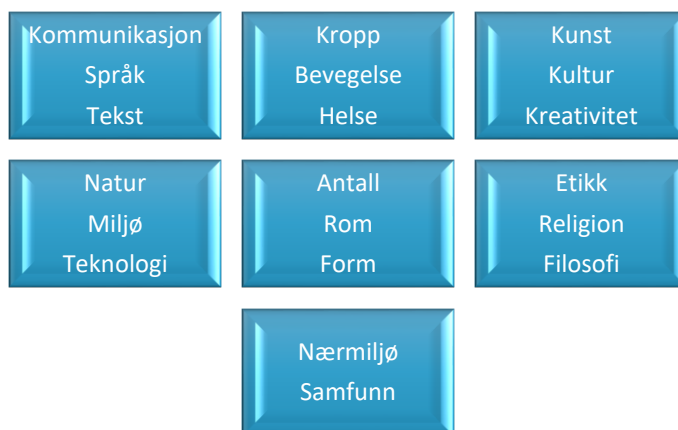 Kommunikasjon
Språk
Tekst
Kropp
Bevegelse
Helse
Kunst
Kultur
Kreativitet
Natur
Miljø
Teknologi
Antall
Rom
Form
Etikk
Religion
Filosofi
Nærmiljø
Samfunn